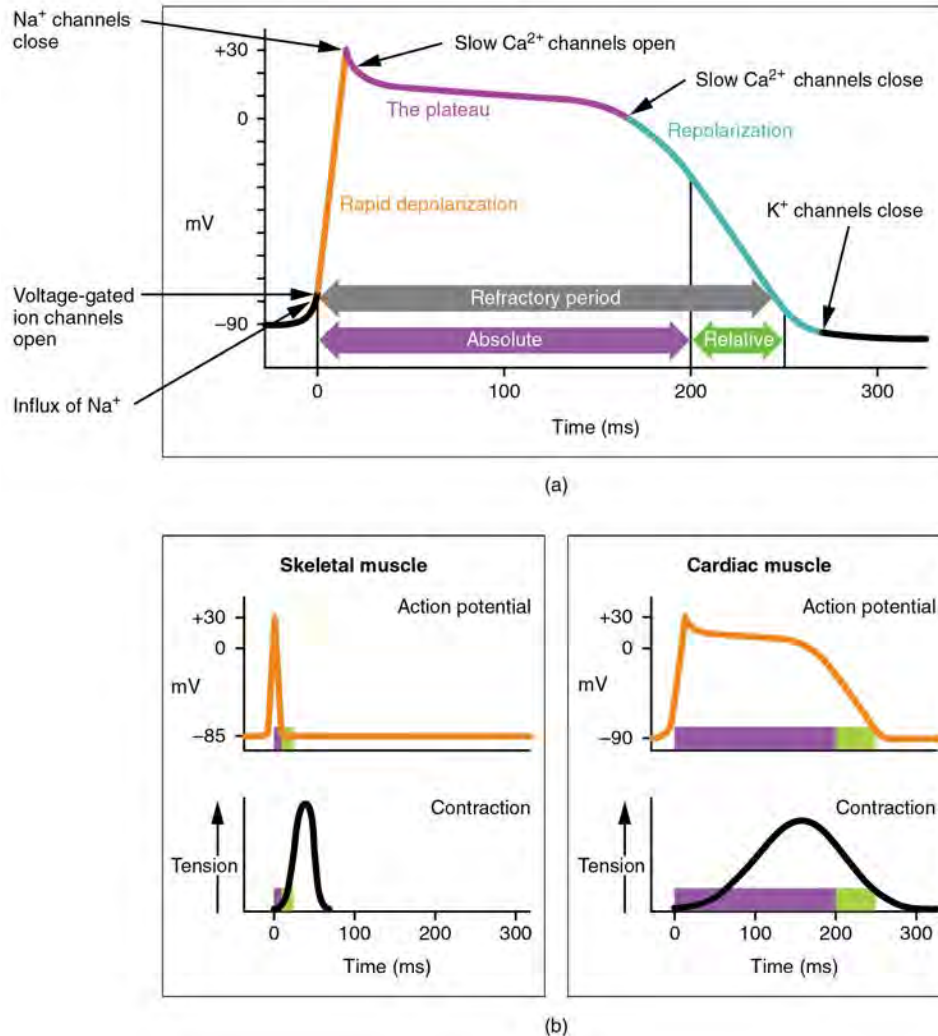 Na⁺ channels
close
+30
Slow Ca²⁺ channels open
Slow Ca²⁺ channels close
0
The plateau
Repolarization
Rapid depolarization
K⁺ channels close
mV
Voltage-gated
ion channels
open
Refractory period
–90
Absolute
Relative
Influx of Na⁺
0
100
200
300
Time (ms)
(a)
Skeletal muscle
Action potential
+30
0
mV
–85
Contraction
Tension
0
100
200
300
Time (ms)
Cardiac muscle
Action potential
+30
0
mV
–90
Contraction
Tension
0
100
200
300
Time (ms)
(b)